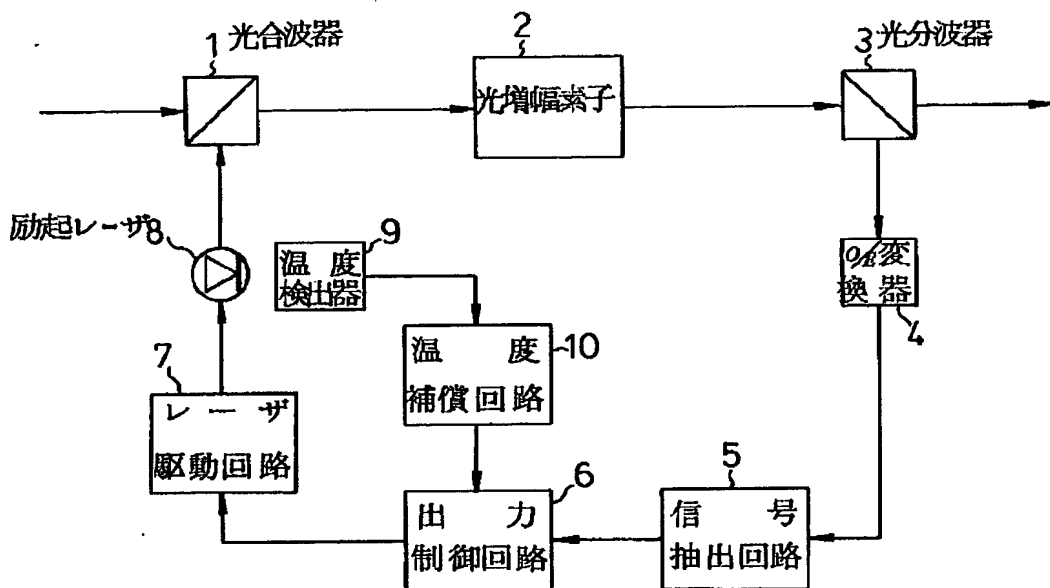 1 光合波器
2
光増幅素子
3 光分波器
励起レーザ 8
9
温度
検出器
O/E変
換器
4
10
温度
補償回路
7
レーザ
駆動回路
6
出力
制御回路
5
信号
抽出回路